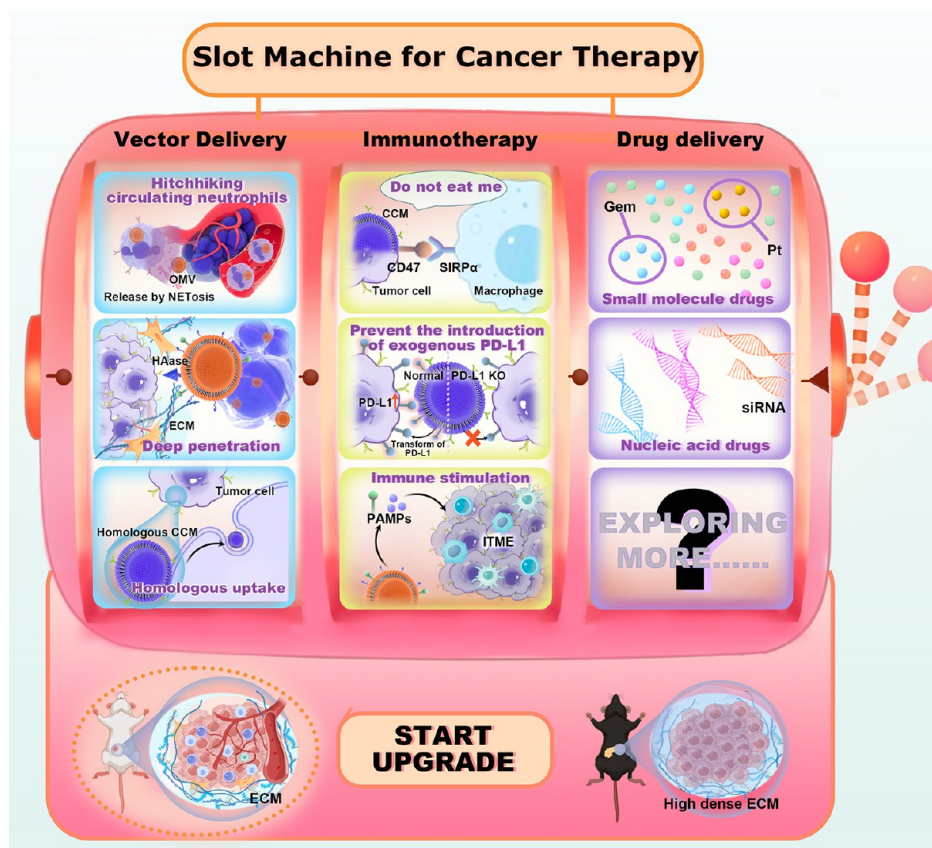 Slot Machine for Cancer Therapy
Vector Delivery
Hitchhiking
circulating neutrophils
OMV
Release by NETosis
HAase
ECM
Deep penetration
Tumor cell
Homologous CCM
Homologous uptake
Immunotherapy
Do not eat me
CCM
CD47
SIRPα
Tumor cell
Macrophage
Prevent the introduction
of exogenous PD-L1
Normal PD-L1 KO
PD-L1
Transform of
PD-L1
Immune stimulation
PAMPs
ITME
Drug delivery
Gem
Pt
Small molecule drugs
siRNA
Nucleic acid drugs
EXPLORING
MORE......
?
ECM
START
UPGRADE
High dense ECM